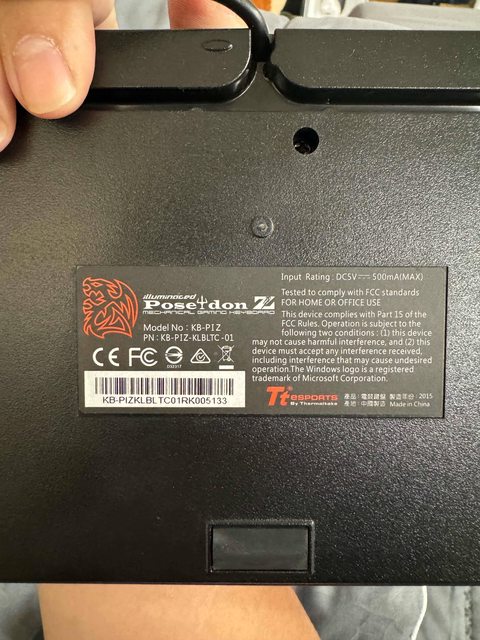 illuminated
Poseidon Z
MECHANICAL GAMING KEYBOARD
Model No : KB-PIZ
PN : KB-PIZ-KLBLTC-01
CE FC
D33317
KB-PIZKLBLTC01RK005133
Input Rating : DC5V ⎓ 500mA(MAX)
Tested to comply with FCC standards
FOR HOME OR OFFICE USE
This device complies with Part 15 of the
FCC Rules. Operation is subject to the
following two conditions : (1) this device
may not cause harmful interference, and (2) this
device must accept any interference received,
including interference that may cause undesired
operation.The Windows logo is a registered
trademark of Microsoft Corporation.
Tt eSPORTS
By Thermaltake
產品 : 電競鍵盤 製造年份 : 2015
產地 : 中國製造 Made in China